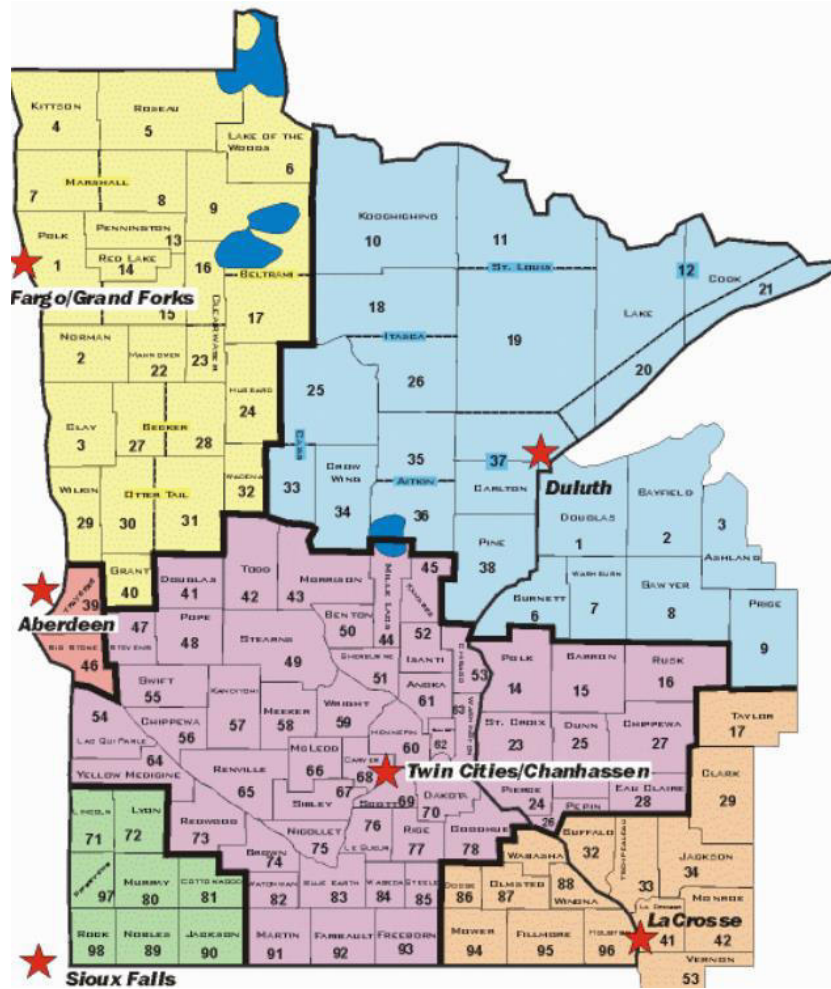 KITTSON
4
ROSEAU
5
LAKE OF THE
WOODS
6
MARSHALL
7
8
9
PENNINGTON
13
POLK
1
RED LAKE
14
15
16
BELTRAMI
17
CLEARWATER
Fargo/Grand Forks
NORMAN
2
MAHNOMEN
22
23
HUBBARD
24
CLAY
3
BECKER
27
28
WILKIN
29
OTTER TAIL
30
31
WADENA
32
GRANT
40
KOOCHICHING
10
11
ST. LOUIS
12
COOK
21
18
ITASCA
19
LAKE
20
25
26
CASS
33
CROW
WING
34
35
AITKIN
36
37
CARLTON
Duluth
PINE
38
DOUGLAS
1
BAYFIELD
2
3
ASHLAND
BURNETT
6
WASHBURN
7
SAWYER
8
PRICE
9
39
Aberdeen
BIG STONE
46
DOUGLAS
41
TODD
42
MORRISON
43
MILLE LAKS
44
45
47
STEVENS
POPE
48
STEARNS
49
BENTON
50
SHERBURNE
51
52
ISANTI
CHISAGO
53
SWIFT
55
KANDIYOHI
57
MEEKER
58
WRIGHT
59
ANOKA
61
63
WASHINGTON
54
LAC QUI PARLE
CHIPPEWA
56
64
YELLOW MEDICINE
RENVILLE
65
MCLEOD
66
CARVER
68
HENNEPIN
60
62
Twin Cities/Chanhassen
SIBLEY
67
SCOTT
69
DAKOTA
70
REDWOOD
73
NICOLLET
75
76
LE SUEUR
RICE
77
GOODHUE
78
BROWN
74
WATONWAN
82
BLUE EARTH
83
WASECA
84
STEELE
85
MARTIN
91
FARIBAULT
92
FREEBORN
93
POLK
14
BARRON
15
RUSK
16
ST. CROIX
23
DUNN
25
CHIPPEWA
27
PIERCE
24
PEPIN
26
EAU CLAIRE
28
LINCOLN
71
LYON
72
97
MURRAY
80
COTTONWOOD
81
ROCK
98
NOBLES
89
JACKSON
90
Sioux Falls
TAYLOR
17
CLARK
29
BUFFALO
32
TREMPEALEAU
33
JACKSON
34
WABASHA
DODGE
86
OLMSTED
87
88
WINONA
MOWER
94
FILLMORE
95
HOUSTON
96
LA CROSSE
LaCrosse
41
MONROE
42
VERNON
53